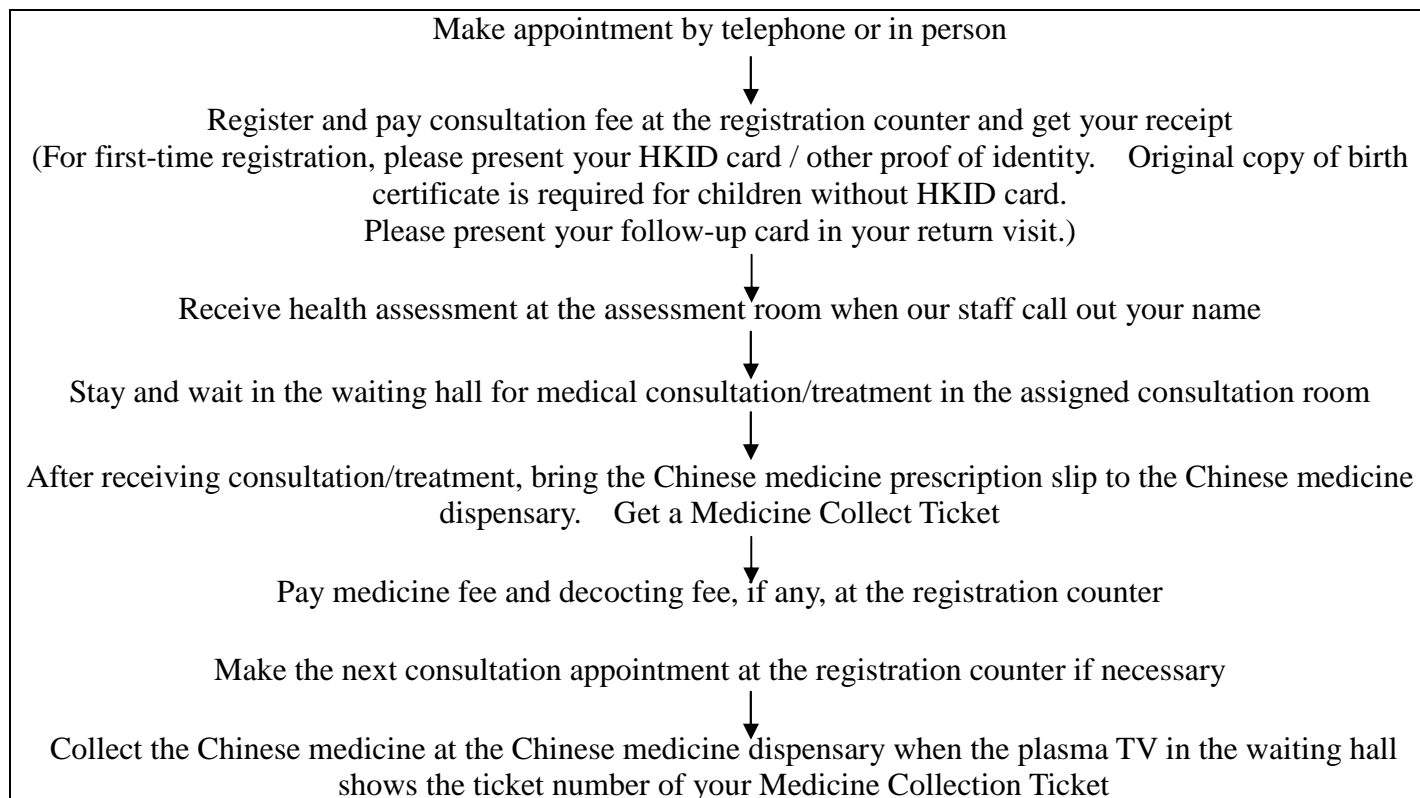 Make appointment by telephone or in person
Register and pay consultation fee at the registration counter and get your receipt
(For first-time registration, please present your HKID card / other proof of identity. Original copy of birth
certificate is required for children without HKID card.
Please present your follow-up card in your return visit.)
Receive health assessment at the assessment room when our staff call out your name
Stay and wait in the waiting hall for medical consultation/treatment in the assigned consultation room
After receiving consultation/treatment, bring the Chinese medicine prescription slip to the Chinese medicine
dispensary. Get a Medicine Collect Ticket
Pay medicine fee and decocting fee, if any, at the registration counter
Make the next consultation appointment at the registration counter if necessary
Collect the Chinese medicine at the Chinese medicine dispensary when the plasma TV in the waiting hall
shows the ticket number of your Medicine Collection Ticket